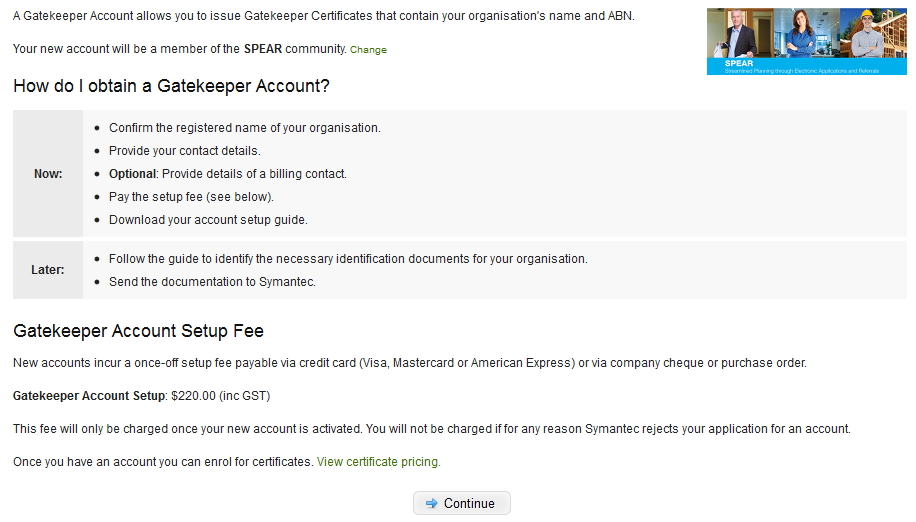 A Gatekeeper Account allows you to issue Gatekeeper Certificates that contain your organisation's name and ABN.
Your new account will be a member of the SPEAR community. Change
SPEAR
Streamlined Planning through Electronic Applications and Referrals
How do I obtain a Gatekeeper Account?
Now:
• Confirm the registered name of your organisation.
• Provide your contact details.
• Optional: Provide details of a billing contact.
• Pay the setup fee (see below).
• Download your account setup guide.
Later:
• Follow the guide to identify the necessary identification documents for your organisation.
• Send the documentation to Symantec.
Gatekeeper Account Setup Fee
New accounts incur a once-off setup fee payable via credit card (Visa, Mastercard or American Express) or via company cheque or purchase order.
Gatekeeper Account Setup: $220.00 (inc GST)
This fee will only be charged once your new account is activated. You will not be charged if for any reason Symantec rejects your application for an account.
Once you have an account you can enrol for certificates. View certificate pricing.
Continue